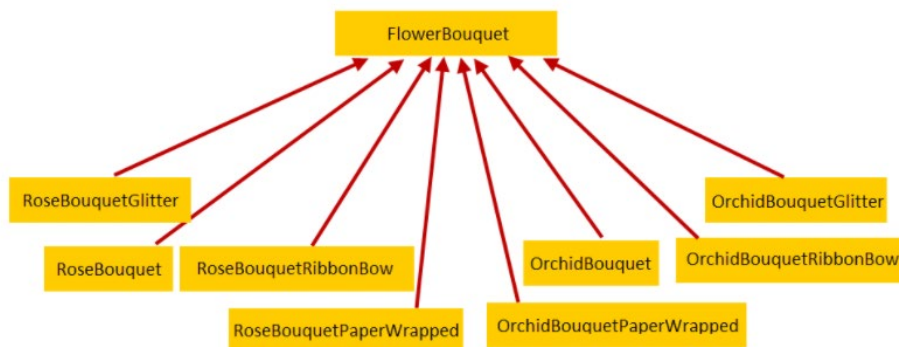 FlowerBouquet
RoseBouquetGlitter
OrchidBouquetGlitter
RoseBouquet
RoseBouquetRibbonBow
OrchidBouquet
OrchidBouquetRibbonBow
RoseBouquetPaperWrapped
OrchidBouquetPaperWrapped